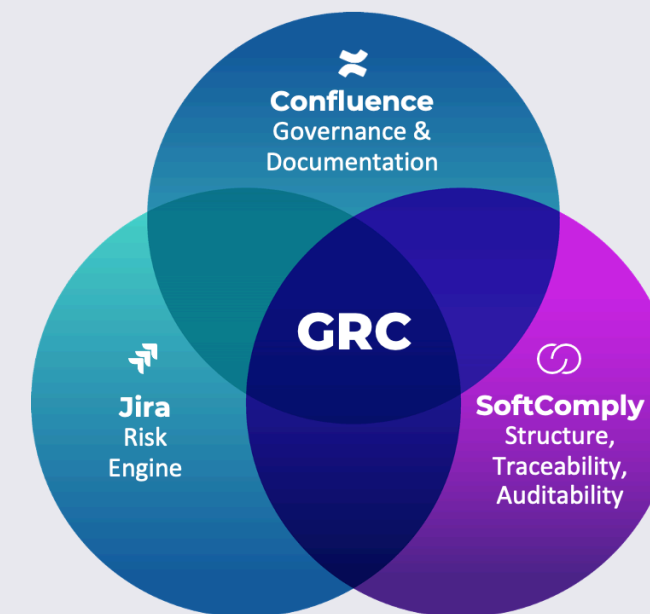 Confluence
Governance &
Documentation
GRC
Jira
Risk
Engine
SoftComply
Structure,
Traceability,
Auditability